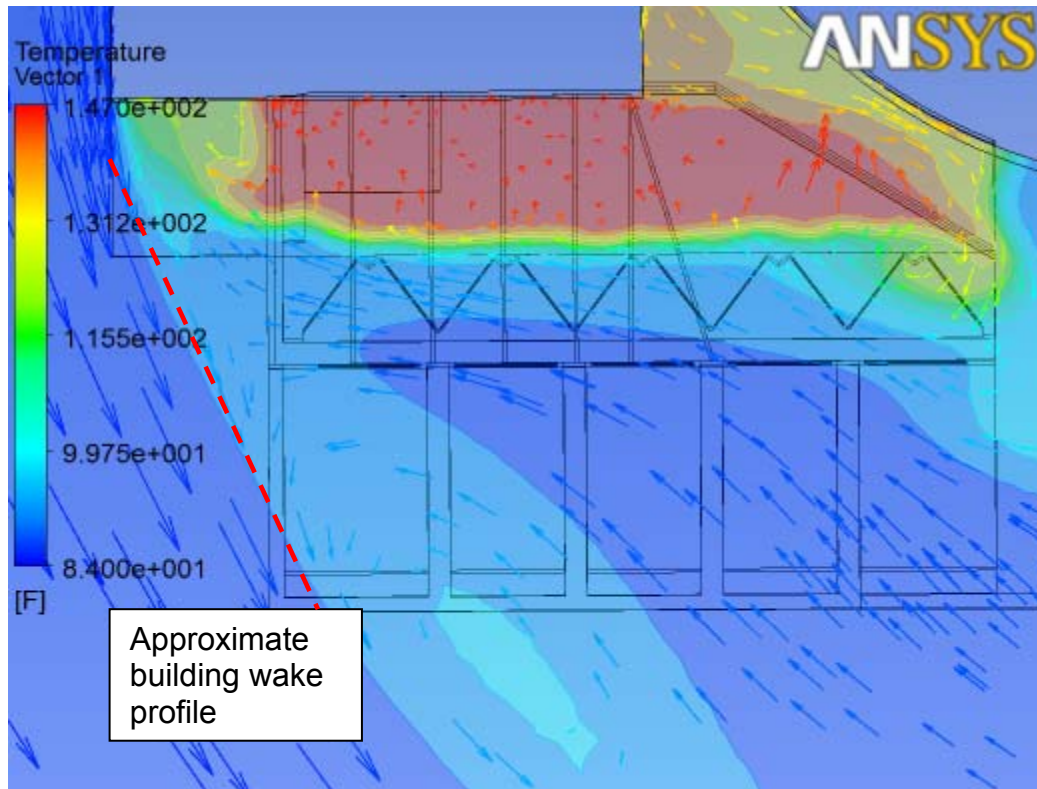 ANSYS
Temperature
Vector 1
1.470e+002
1.312e+002
1.155e+002
9.975e+001
8.400e+001
[F]
Approximate
building wake
profile